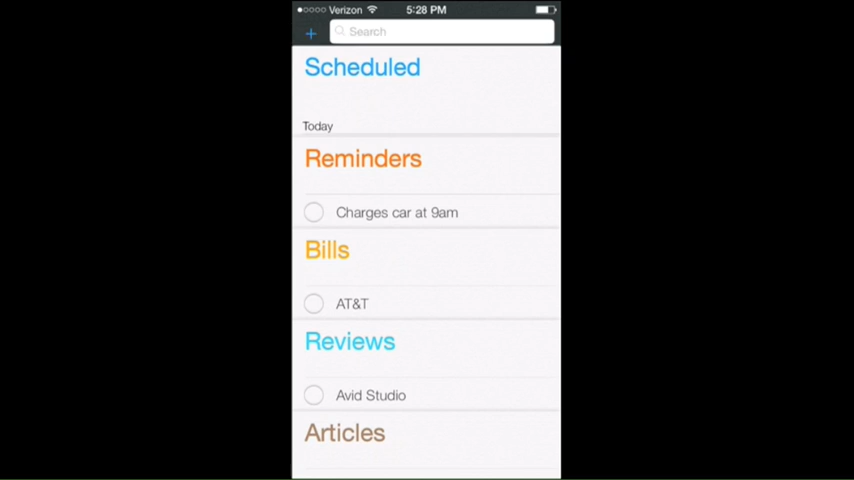 Verizon 5:28 PM
+ Search
Scheduled
Today
Reminders
Charges car at 9am
Bills
AT&T
Reviews
Avid Studio
Articles